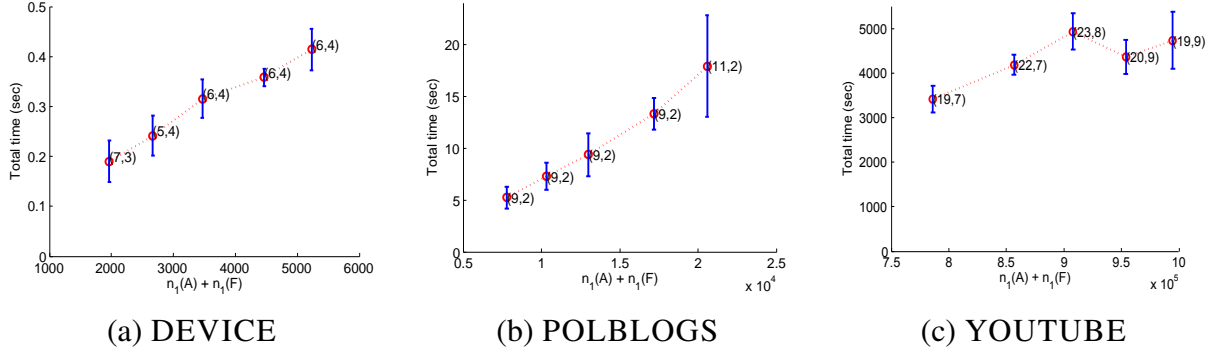 0.5
0.4
0.3
0.2
0.1
0
Total time (sec)
(7,3)
(5,4)
(6,4)
(6,4)
(6,4)
1000 2000 3000 4000 5000 6000
n₁(A) + n₁(F)
(a) DEVICE
20
15
10
5
0
Total time (sec)
(9,2)
(9,2)
(9,2)
(9,2)
(11,2)
0.5 1 1.5 2 2.5
n₁(A) + n₁(F)
x 10⁴
(b) POLBLOGS
5000
4000
3000
2000
1000
0
Total time (sec)
(19,7)
(22,7)
(23,8)
(20,9)
(19,9)
7.5 8 8.5 9 9.5 10
n₁(A) + n₁(F)
x 10⁵
(c) YOUTUBE